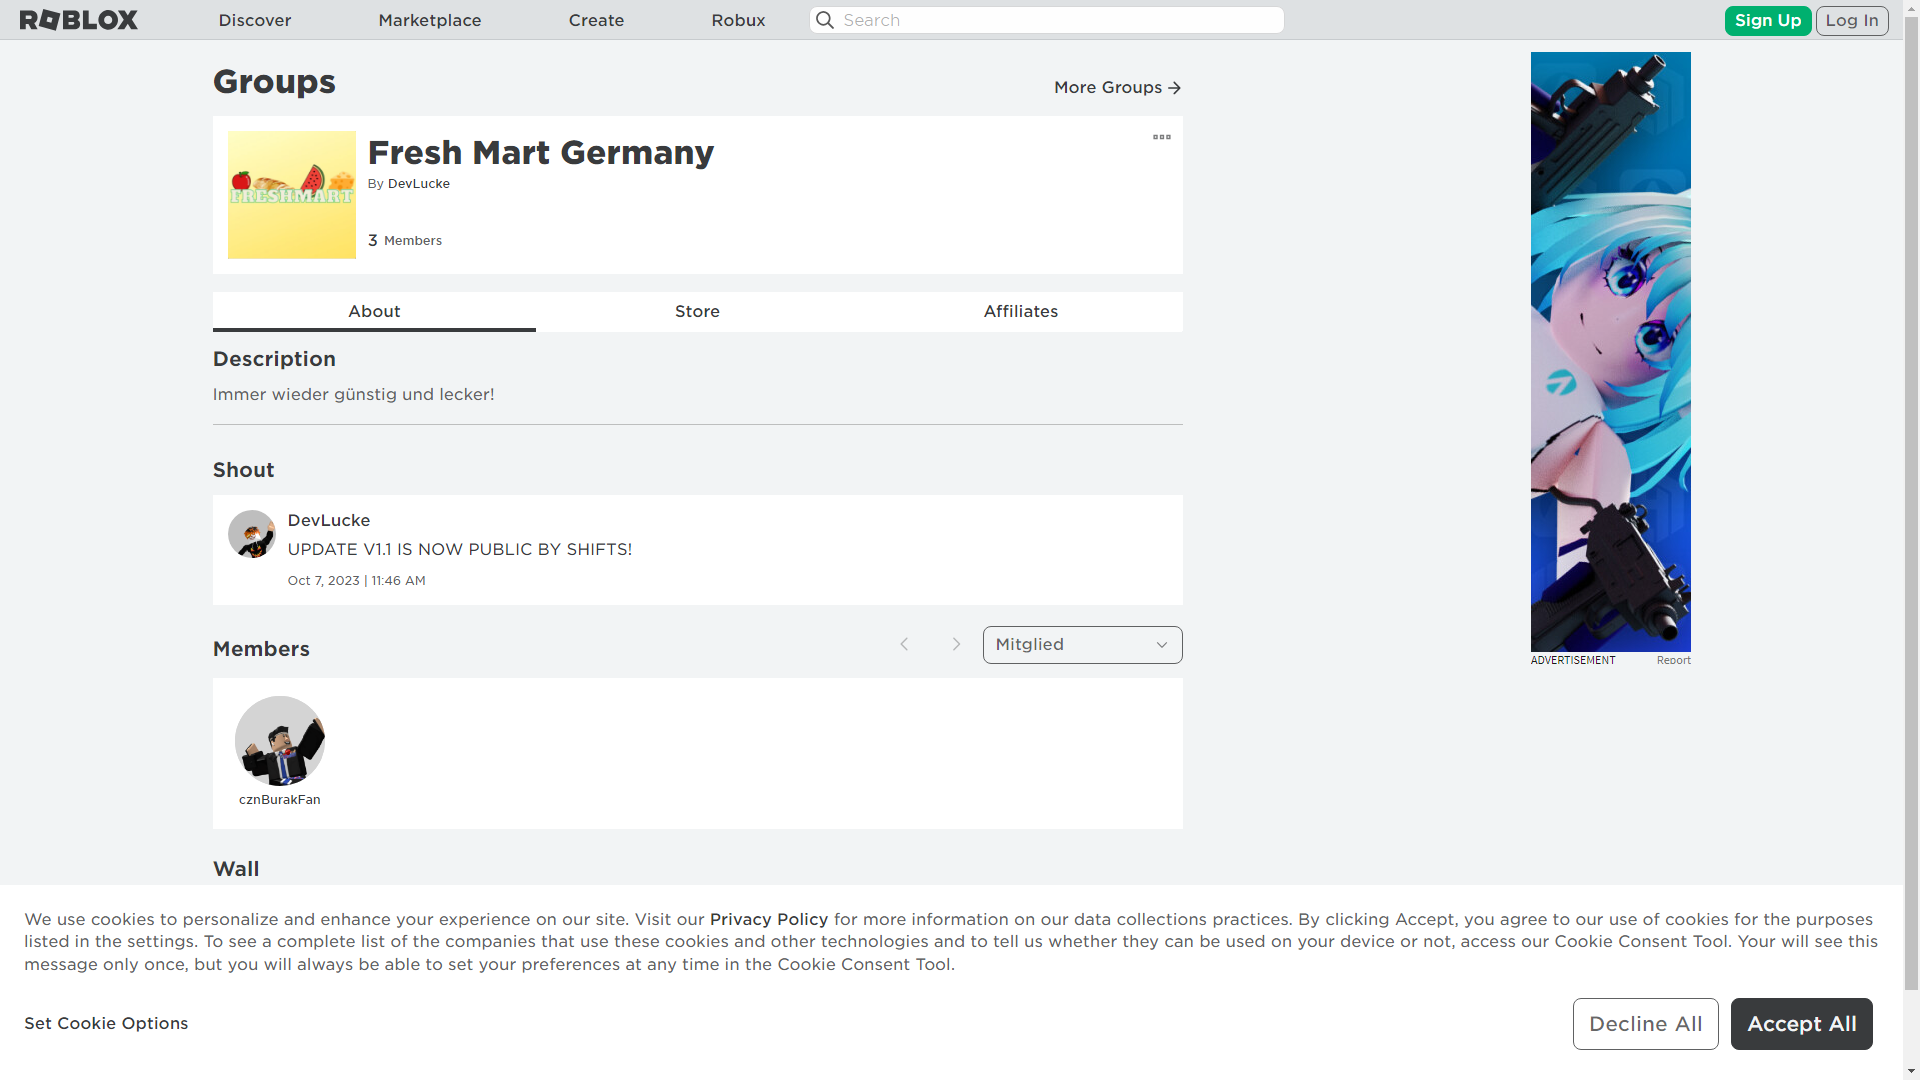 ROBLOX
Discover
Marketplace
Create
Robux
Search
Sign Up
Log In
Groups
More Groups
FRESHMART
Fresh Mart Germany
By DevLucke
3 Members
About
Store
Affiliates
Description
Immer wieder günstig und lecker!
Shout
DevLucke
UPDATE V1.1 IS NOW PUBLIC BY SHIFTS!
Oct 7, 2023 | 11:46 AM
ADVERTISEMENT
Report
Members
Mitglied
cznBurakFan
Wall
We use cookies to personalize and enhance your experience on our site. Visit our Privacy Policy for more information on our data collections practices. By clicking Accept, you agree to our use of cookies for the purposes
listed in the settings. To see a complete list of the companies that use these cookies and other technologies and to tell us whether they can be used on your device or not, access our Cookie Consent Tool. Your will see this
message only once, but you will always be able to set your preferences at any time in the Cookie Consent Tool.
Set Cookie Options
Decline All
Accept All